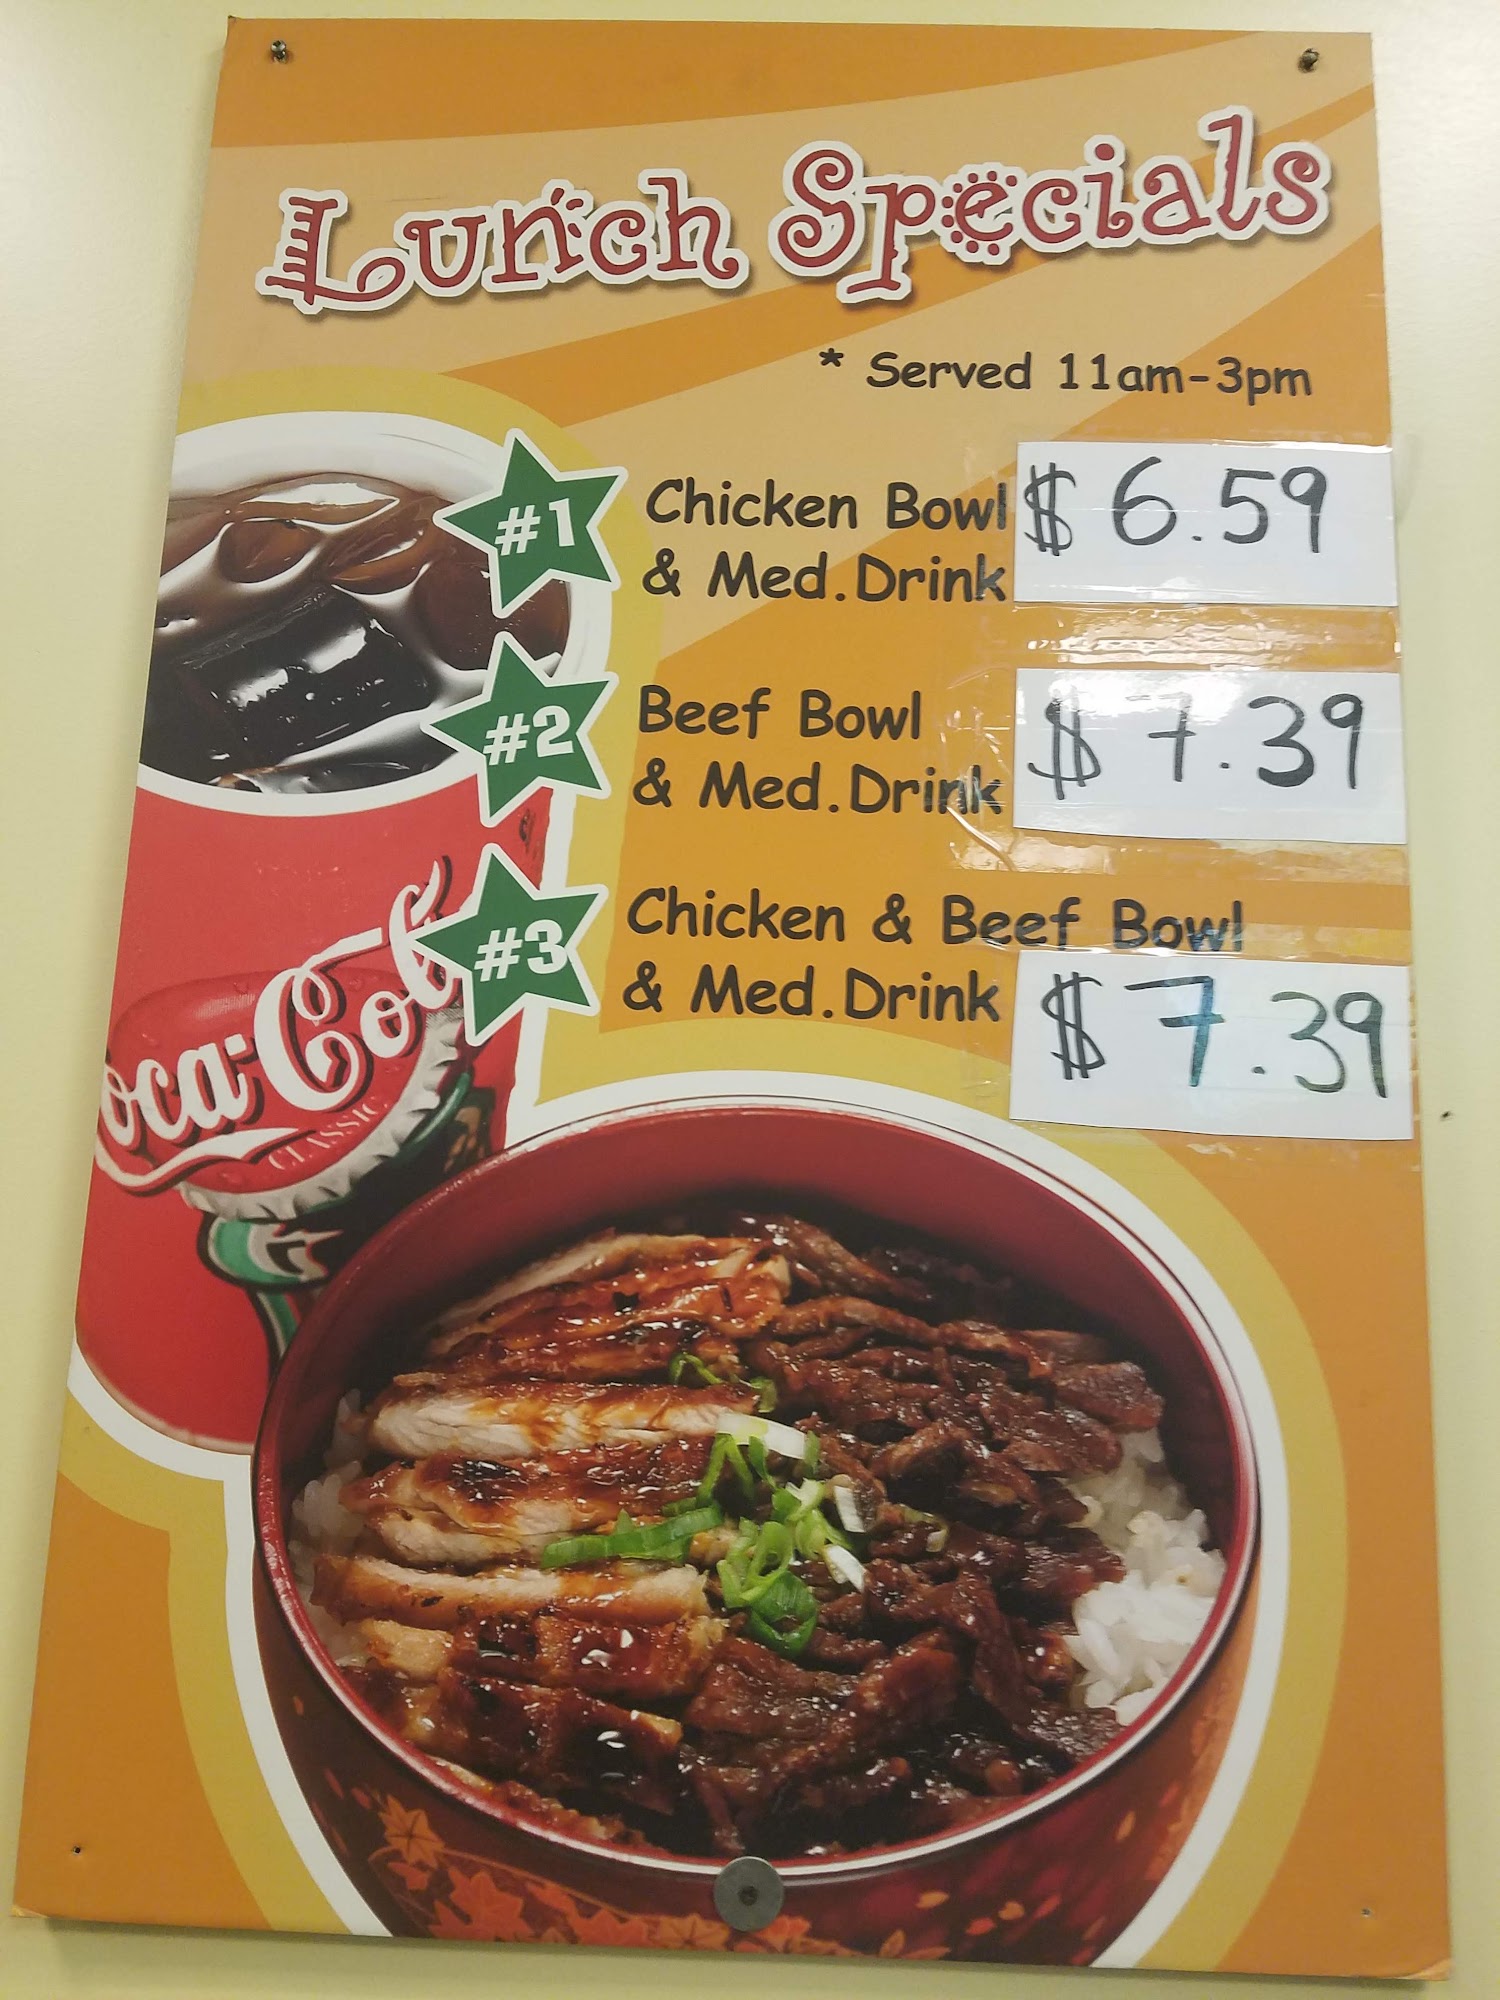 Lunch Specials
* Served 11am-3pm
#1
Chicken Bowl $ 6.59
& Med.Drink
#2
Beef Bowl $ 7.39
& Med.Drink
#3
Chicken & Beef Bowl
& Med.Drink $ 7.39
oca-Col
CLASSIC